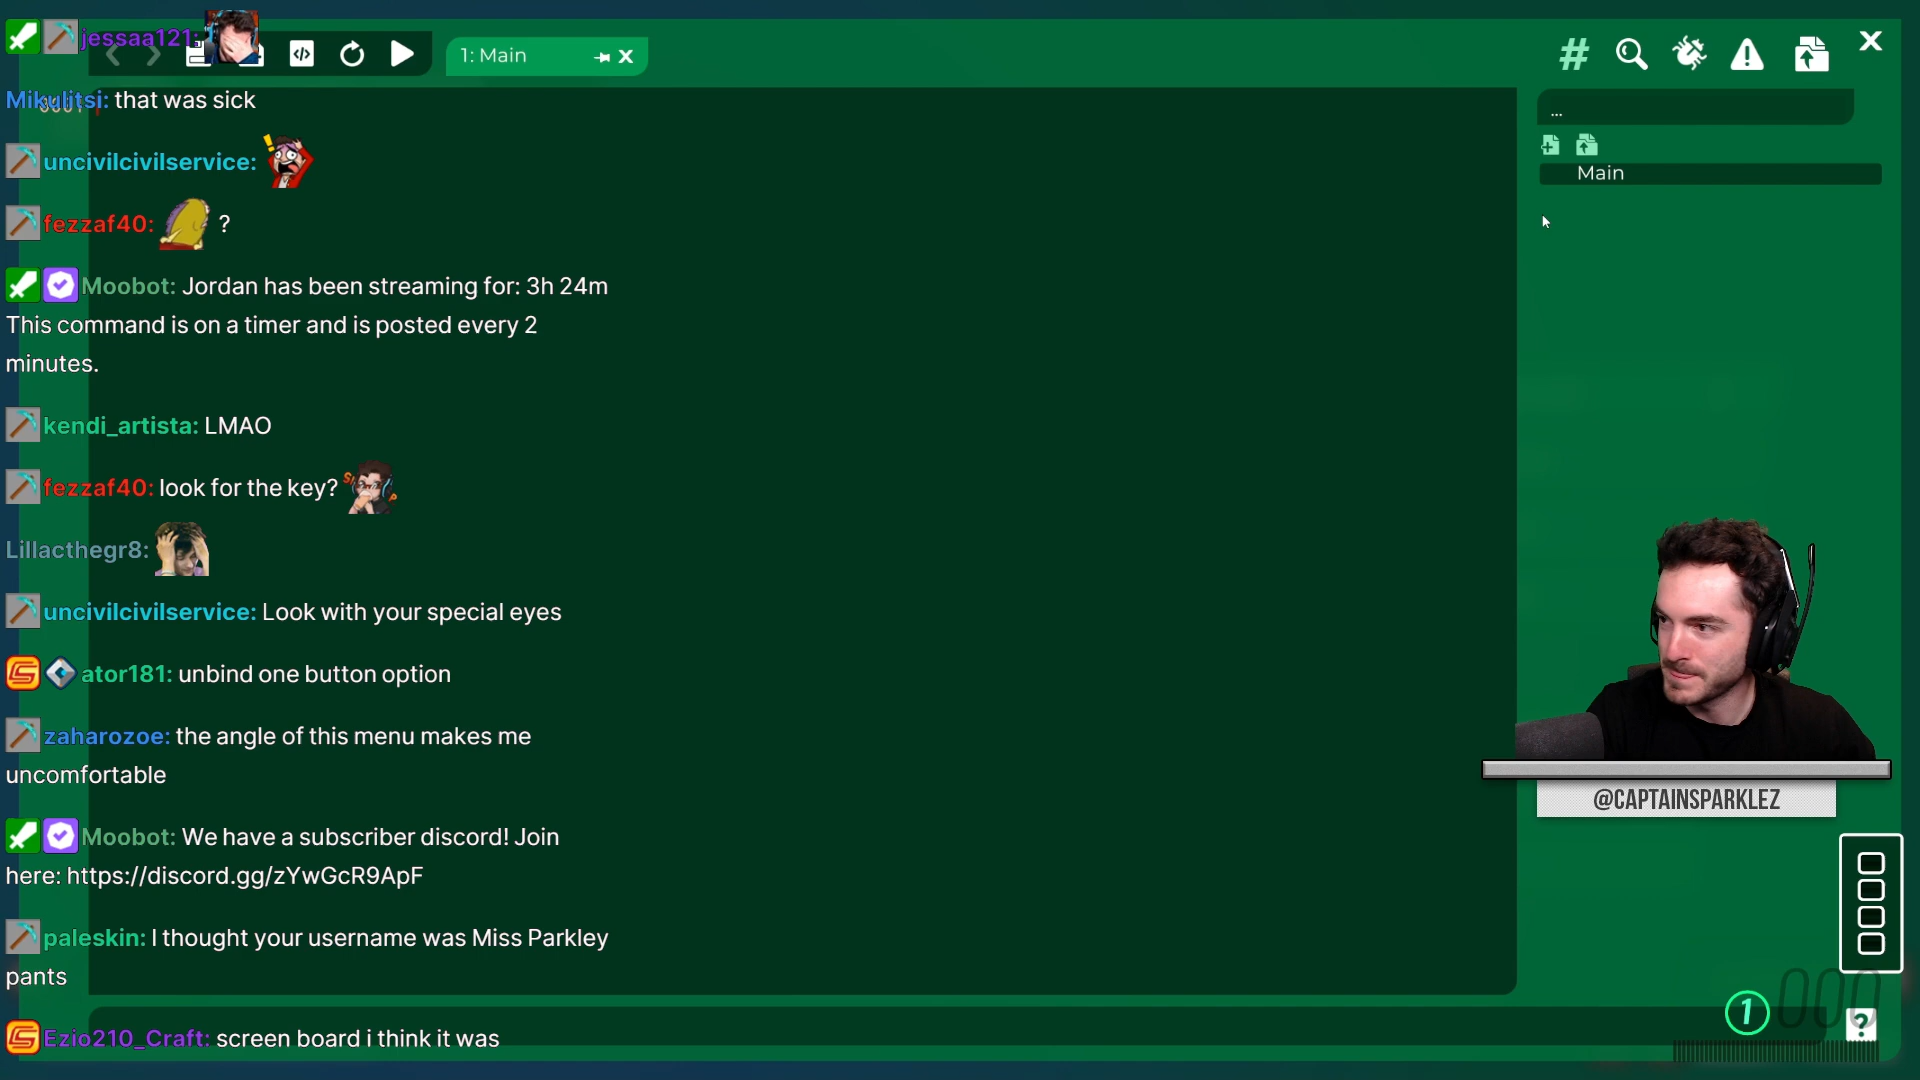 jessaa121:
1: Main
Mikulitsi: that was sick
...
Main
uncivilcivilservice:
fezzaf40: ?
Moobot: Jordan has been streaming for: 3h 24m
This command is on a timer and is posted every 2
minutes.
kendi_artista: LMAO
fezzaf40: look for the key?
Lillacthegr8:
uncivilcivilservice: Look with your special eyes
ator181: unbind one button option
zaharozoe: the angle of this menu makes me
uncomfortable
@CAPTAINSPARKLEZ
Moobot: We have a subscriber discord! Join
here: https://discord.gg/zYwGcR9ApF
paleskin: I thought your username was Miss Parkley
pants
1
000
?
Ezio210_Craft: screen board i think it was